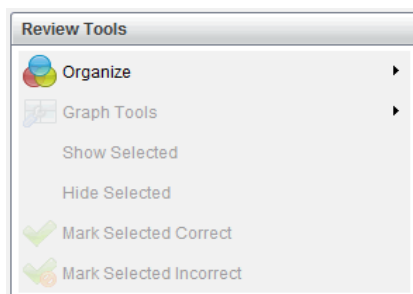 Review Tools
Organize
Graph Tools
Show Selected
Hide Selected
Mark Selected Correct
Mark Selected Incorrect